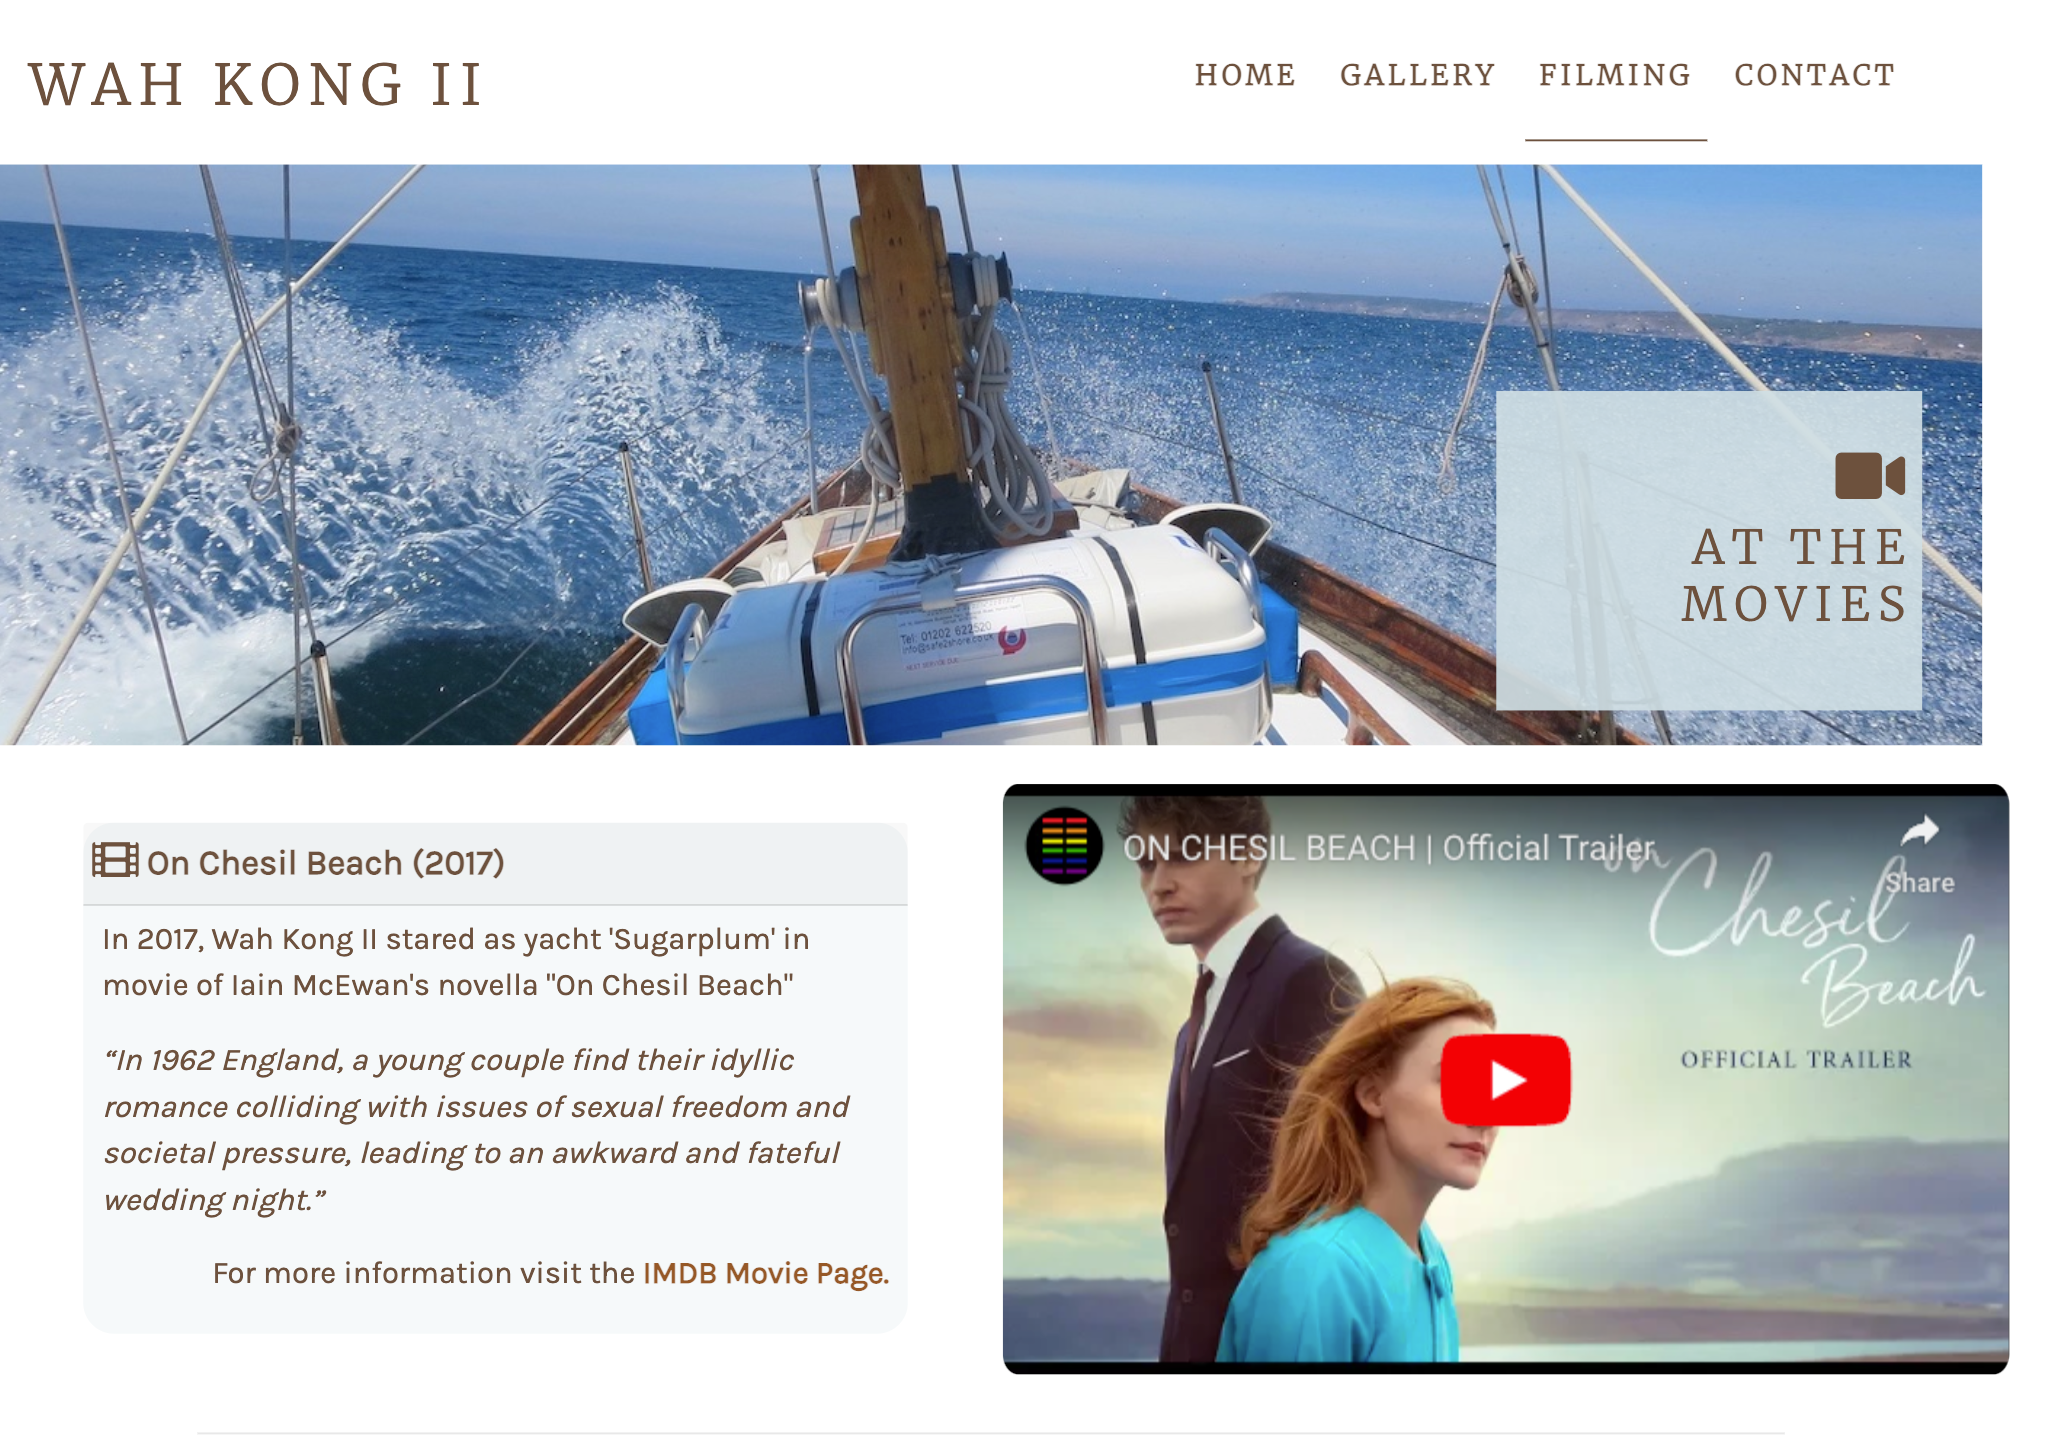 WAH KONG II
HOME GALLERY FILMING CONTACT
Tel: 01202 622520
info@safe2shore.co.uk
NEXT SERVICE DUE
AT THE
MOVIES
On Chesil Beach (2017)
In 2017, Wah Kong II stared as yacht 'Sugarplum' in
movie of Iain McEwan's novella "On Chesil Beach"
“In 1962 England, a young couple find their idyllic
romance colliding with issues of sexual freedom and
societal pressure, leading to an awkward and fateful
wedding night.”
For more information visit the IMDB Movie Page.
ON CHESIL BEACH | Official Trailer
Share
on
Chesil
Beach
OFFICIAL TRAILER